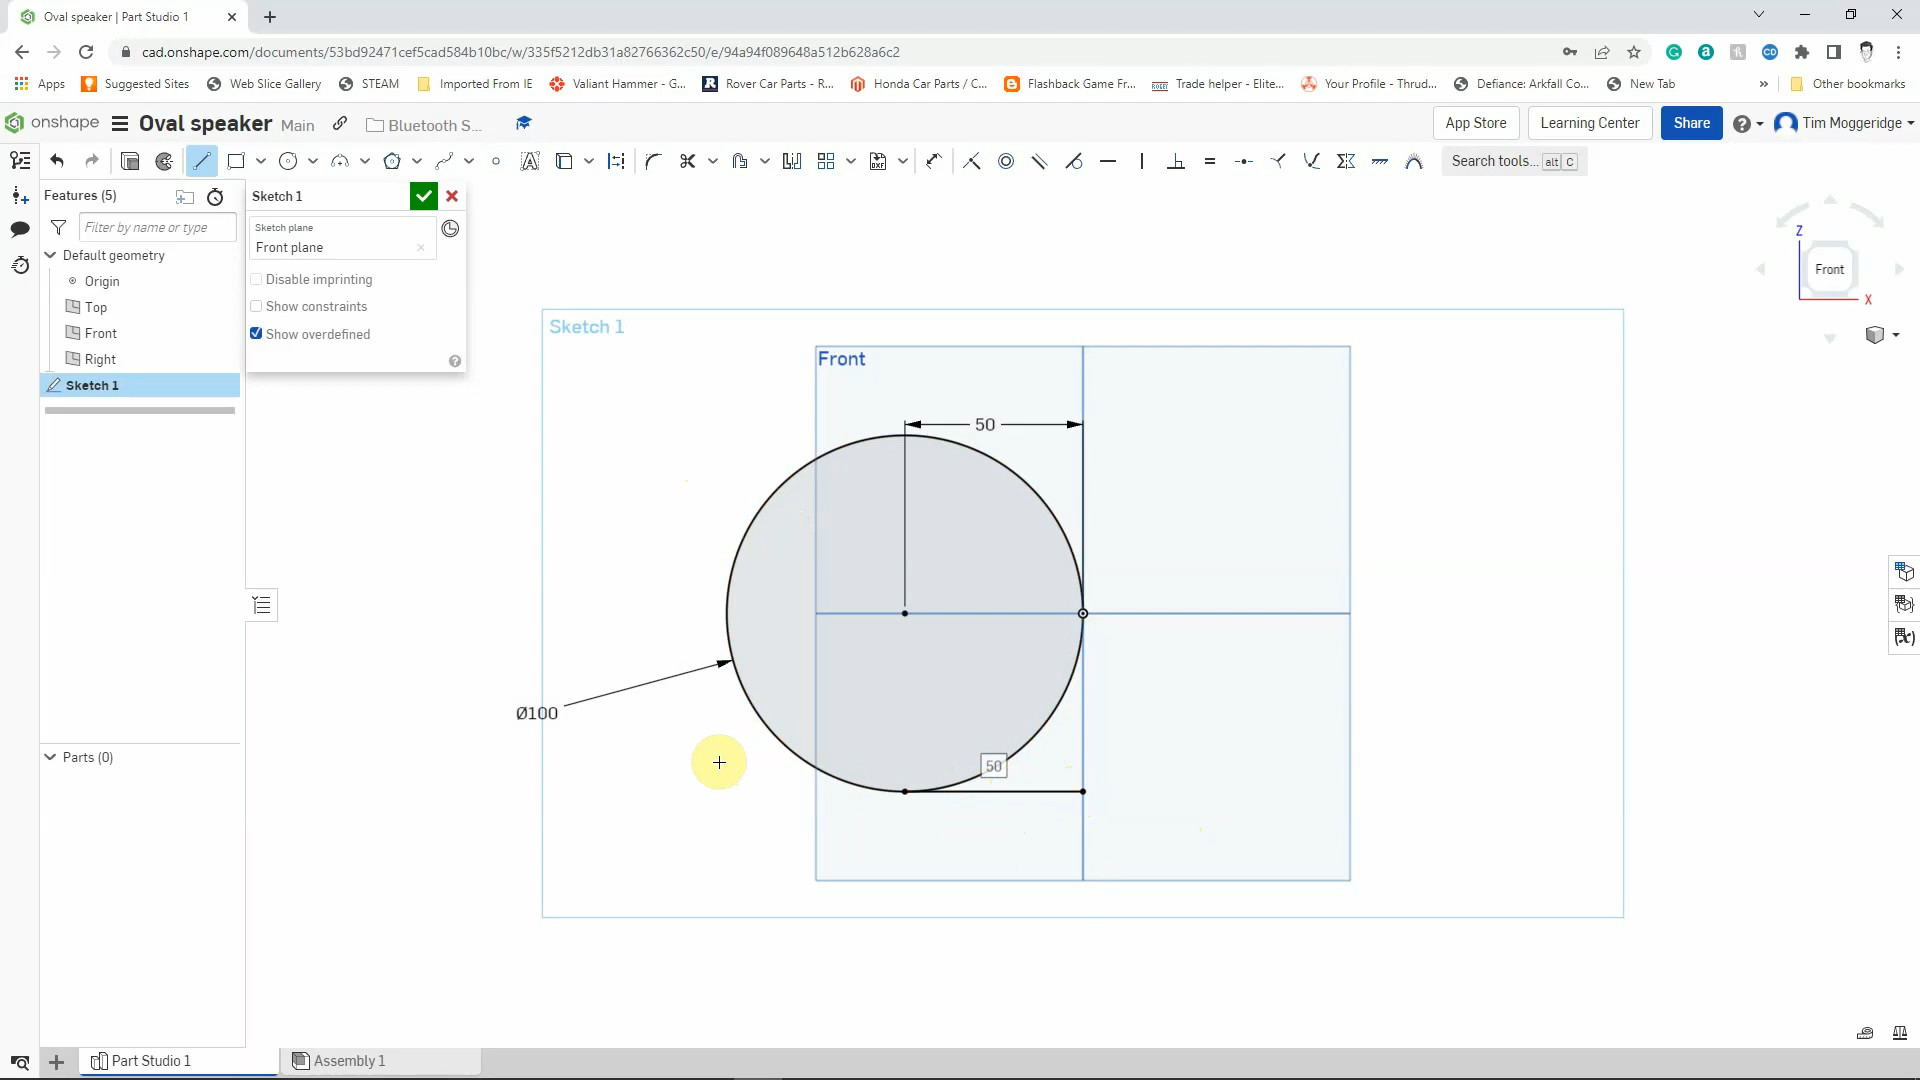 Oval speaker | Part Studio 1
cad.onshape.com/documents/53bd92471cef5cad584b10bc/w/335f5212db31a82766362c50/e/94a94f089648a512b628a6c2
Apps Suggested Sites Web Slice Gallery STEAM Imported From IE Valiant Hammer - G... Rover Car Parts - R... Honda Car Parts / C... Flashback Game Fr... Trade helper - Elite... Your Profile - Thrud... Defiance: Arkfall Co... New Tab » Other bookmarks
onshape Oval speaker Main Bluetooth S... App Store Learning Center Share Tim Moggeridge
Search tools... alt C
Features (5)
Sketch 1
Filter by name or type
Sketch plane
Front plane
Default geometry
Origin
Disable imprinting
Top
Show constraints
Front
Show overdefined
Right
Sketch 1
Z
Front
X
Sketch 1
Front
50
Ø100
50
Parts (0)
Part Studio 1
Assembly 1